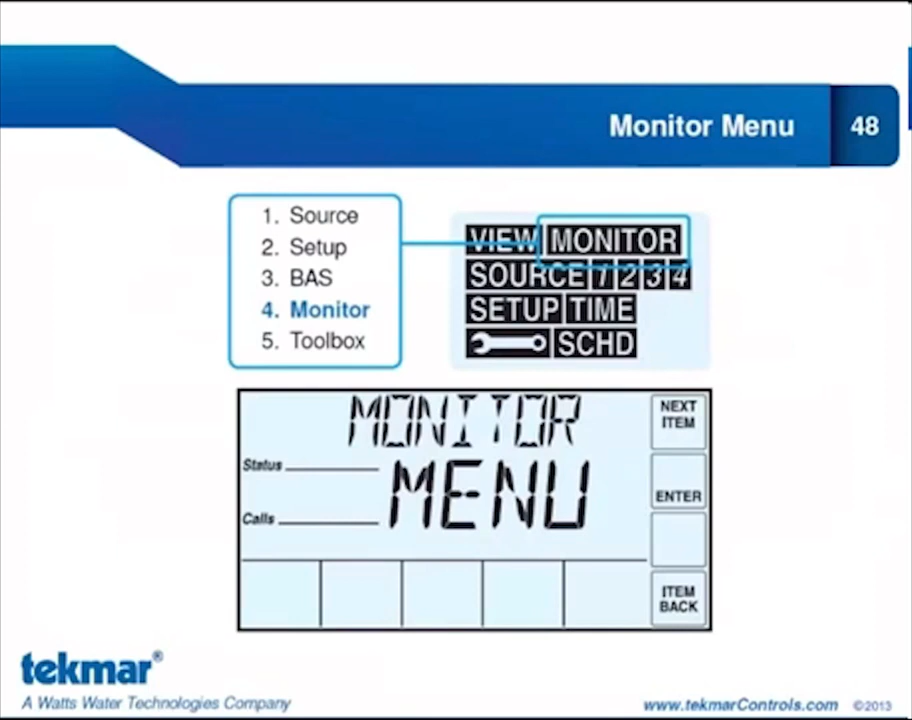 Monitor Menu 48
1. Source
2. Setup
3. BAS
4. Monitor
5. Toolbox
VIEW MONITOR
SOURCE 1 2 3 4
SETUP TIME
SCHD
MONITOR
MENU
Status
Calls
NEXT
ITEM
ENTER
ITEM
BACK
tekmar®
A Watts Water Technologies Company
www.tekmarControls.com ©2013